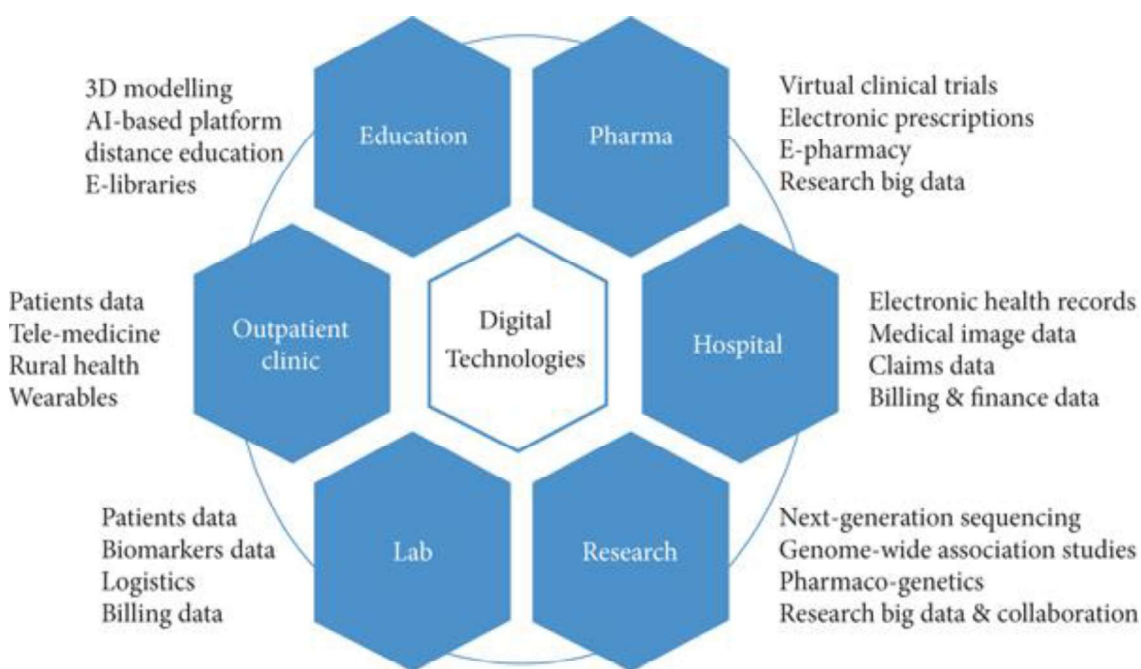 3D modelling
AI-based platform
distance education
E-libraries
Education
Pharma
Virtual clinical trials
Electronic prescriptions
E-pharmacy
Research big data
Patients data
Tele-medicine
Rural health
Wearables
Outpatient
clinic
Digital
Technologies
Hospital
Electronic health records
Medical image data
Claims data
Billing & finance data
Patients data
Biomarkers data
Logistics
Billing data
Lab
Research
Next-generation sequencing
Genome-wide association studies
Pharmaco-genetics
Research big data & collaboration